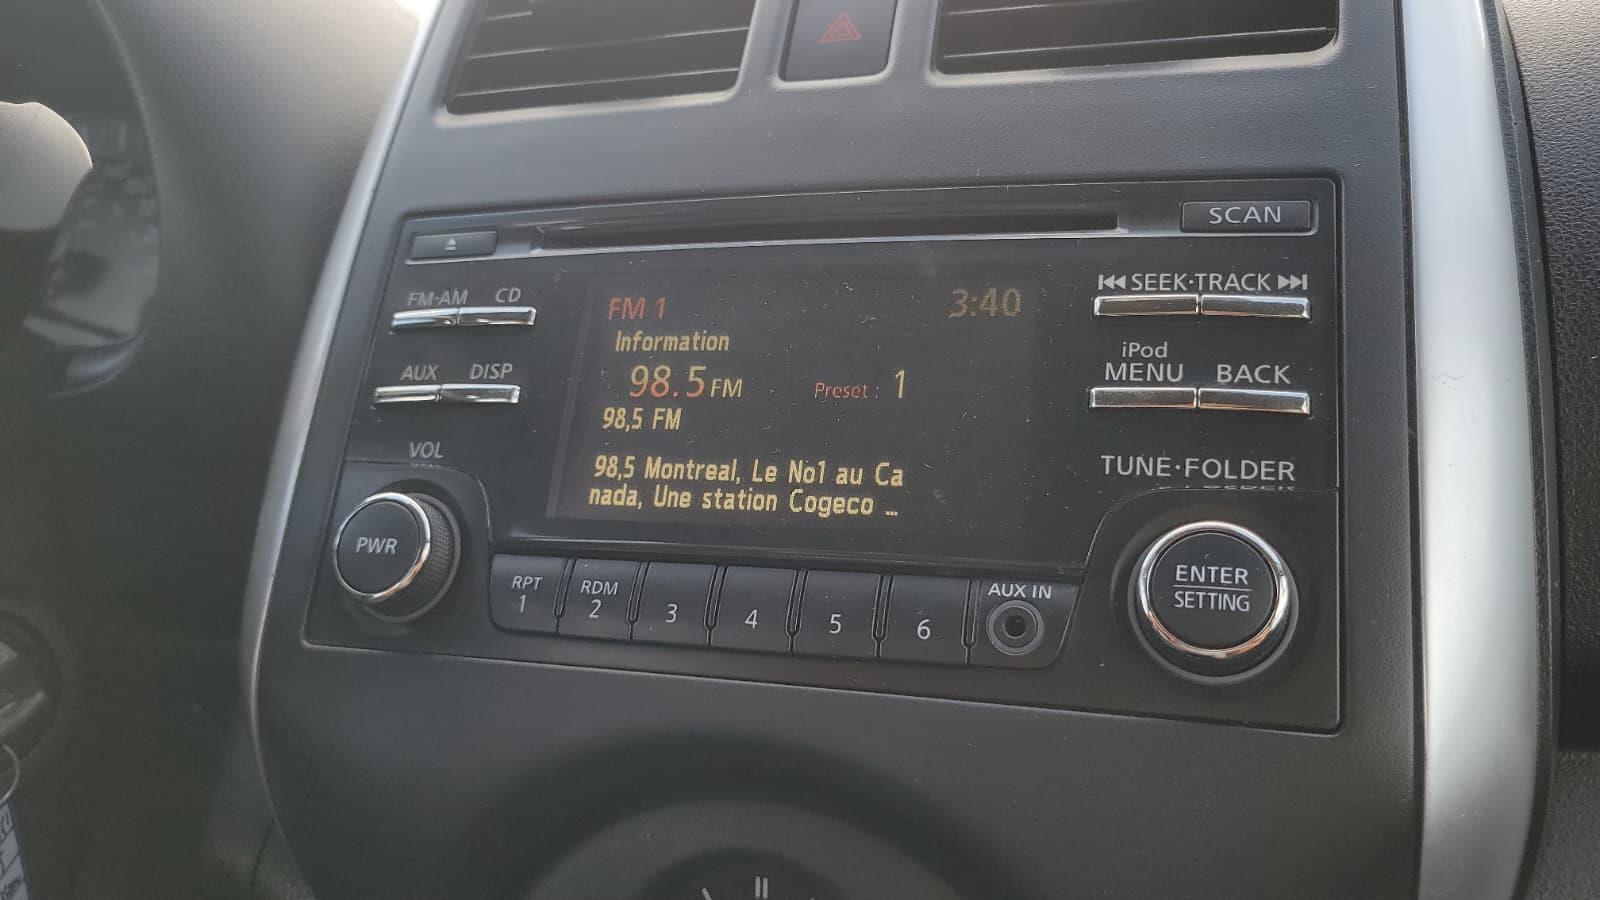 SCAN
FM·AM CD
⏮ SEEK·TRACK ⏭
FM 1 3:40
Information
iPod
AUX DISP
MENU BACK
98.5 FM Preset : 1
98,5 FM
VOL
TUNE·FOLDER
98,5 Montreal, Le No1 au Ca
nada, Une station Cogeco ...
PWR
ENTER
SETTING
RPT
1
RDM
2
3
4
5
6
AUX IN